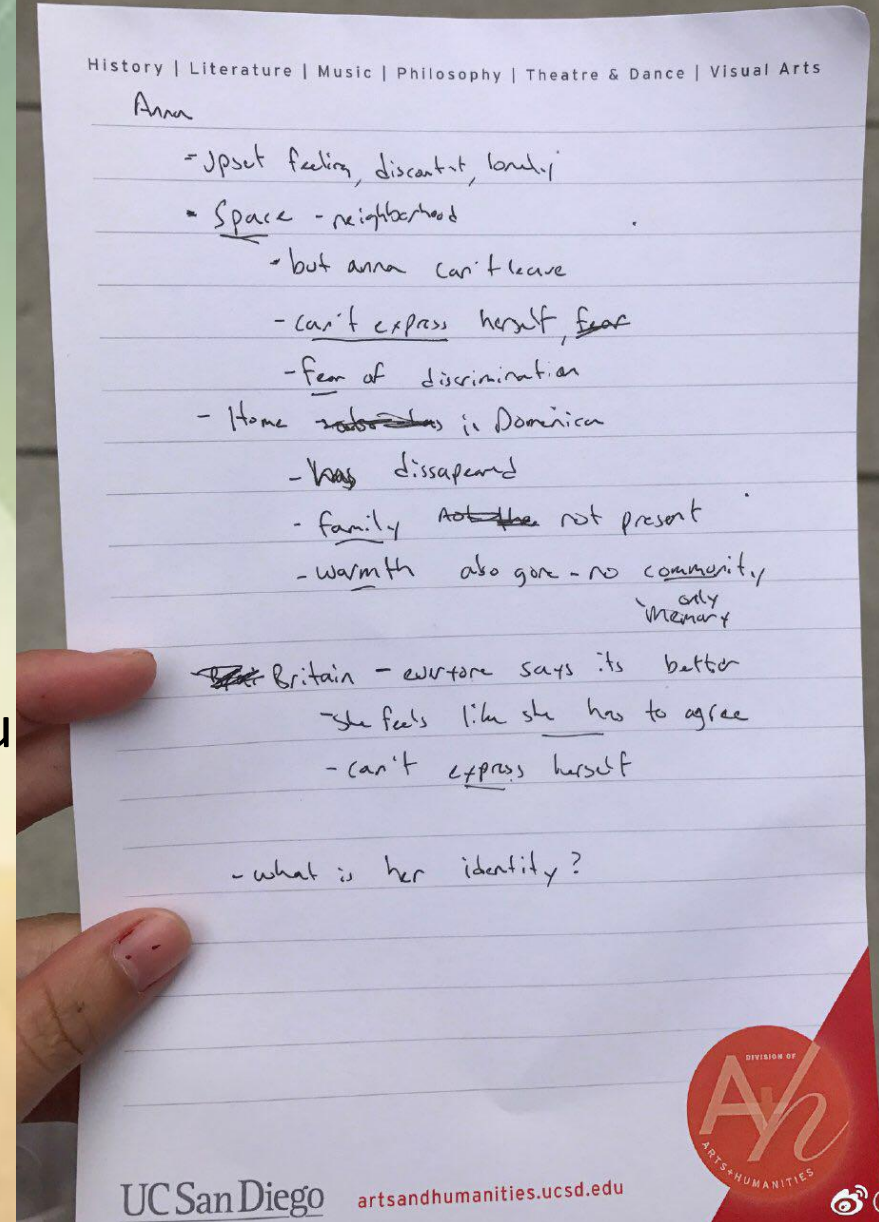 History | Literature | Music | Philosophy | Theatre & Dance | Visual Arts
Anna
- Upset feeling, discontent, lonely
- Space - neighborhood
- but anna can't leave
- can't express herself, fear
- fear of discrimination
- Home in Domenica
- has dissapeared
- family not present
- warmth also gone - no community
only
memory
Britain - everyone says its better
- she feels like she has to agree
- can't express herself
- what is her identity?
DIVISION OF
A+h
ARTS+HUMANITIES
UC San Diego
artsandhumanities.ucsd.edu
u